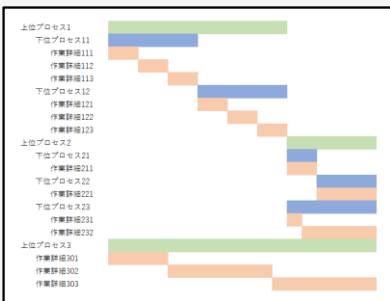 上位プロセス1
下位プロセス11
作業詳細111
作業詳細112
作業詳細113
下位プロセス12
作業詳細121
作業詳細122
作業詳細123
上位プロセス2
下位プロセス21
作業詳細211
下位プロセス22
作業詳細221
下位プロセス23
作業詳細231
作業詳細232
上位プロセス3
作業詳細301
作業詳細302
作業詳細303